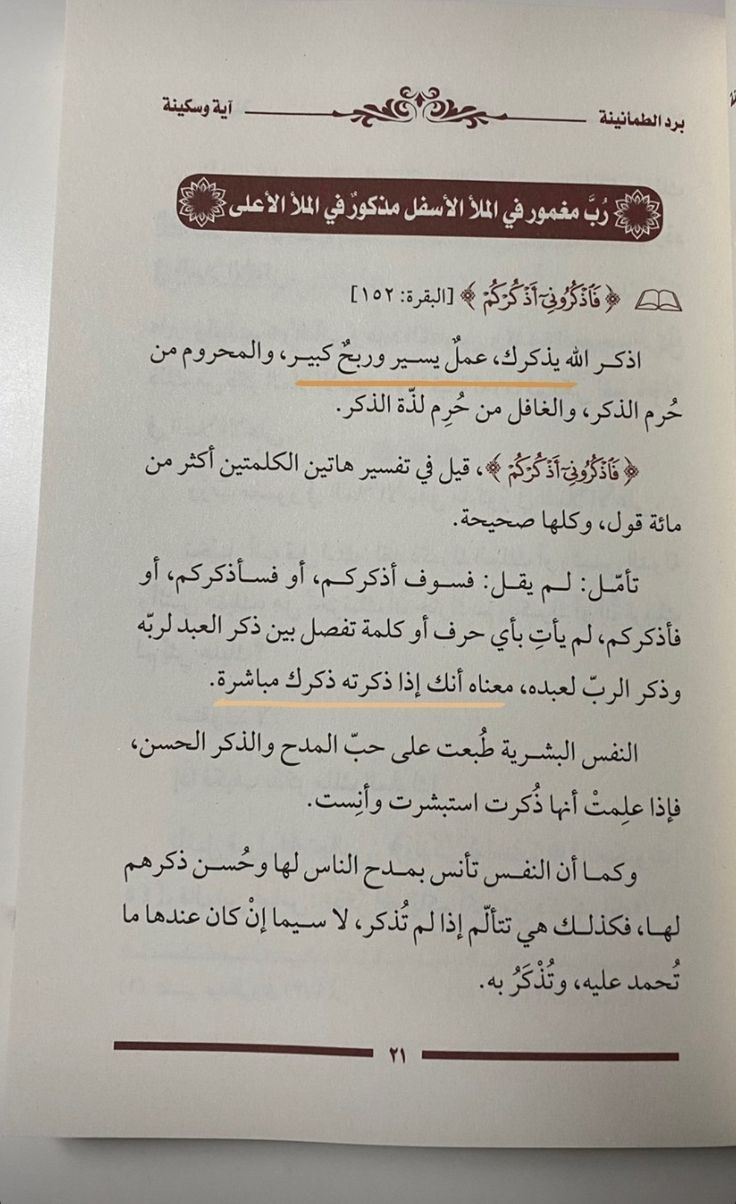 برد الطمأنينة
آية وسكينة
رُبَّ مغمور في الملأ الأسفل مذكورٌ في الملأ الأعلى
﴿ فَٱذْكُرُونِىٓ أَذْكُرْكُمْ ﴾ [البقرة: ١٥٢]
اذكر الله يذكرك، عملٌ يسير وربحٌ كبير، والمحروم من
حُرم الذكر، والغافل من حُرِم لذّة الذكر.
﴿ فَٱذْكُرُونِىٓ أَذْكُرْكُمْ ﴾، قيل في تفسير هاتين الكلمتين أكثر من
مائة قول، وكلها صحيحة.
تأمّل: لم يقل: فسوف أذكركم، أو فسأذكركم، أو
فأذكركم، لم يأتِ بأي حرف أو كلمة تفصل بين ذكر العبد لربّه
وذكر الربّ لعبده، معناه أنك إذا ذكرته ذكرك مباشرة.
النفس البشرية طُبعت على حبّ المدح والذكر الحسن،
فإذا علِمتْ أنها ذُكرت استبشرت وأنِست.
وكما أن النفس تأنس بمدح الناس لها وحُسن ذكرهم
لها، فكذلك هي تتألّم إذا لم تُذكر، لا سيما إنْ كان عندها ما
تُحمد عليه، وتُذْكَرُ به.
٢١